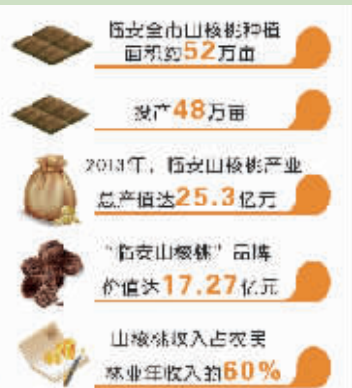 临安全市山核桃种植
面积约52万亩
投产48万亩
2013年，临安山核桃产业
总产值达25.3亿元
“临安山核桃”品牌
价值达17.27亿元
山核桃收入占农民
林业年收入的60%